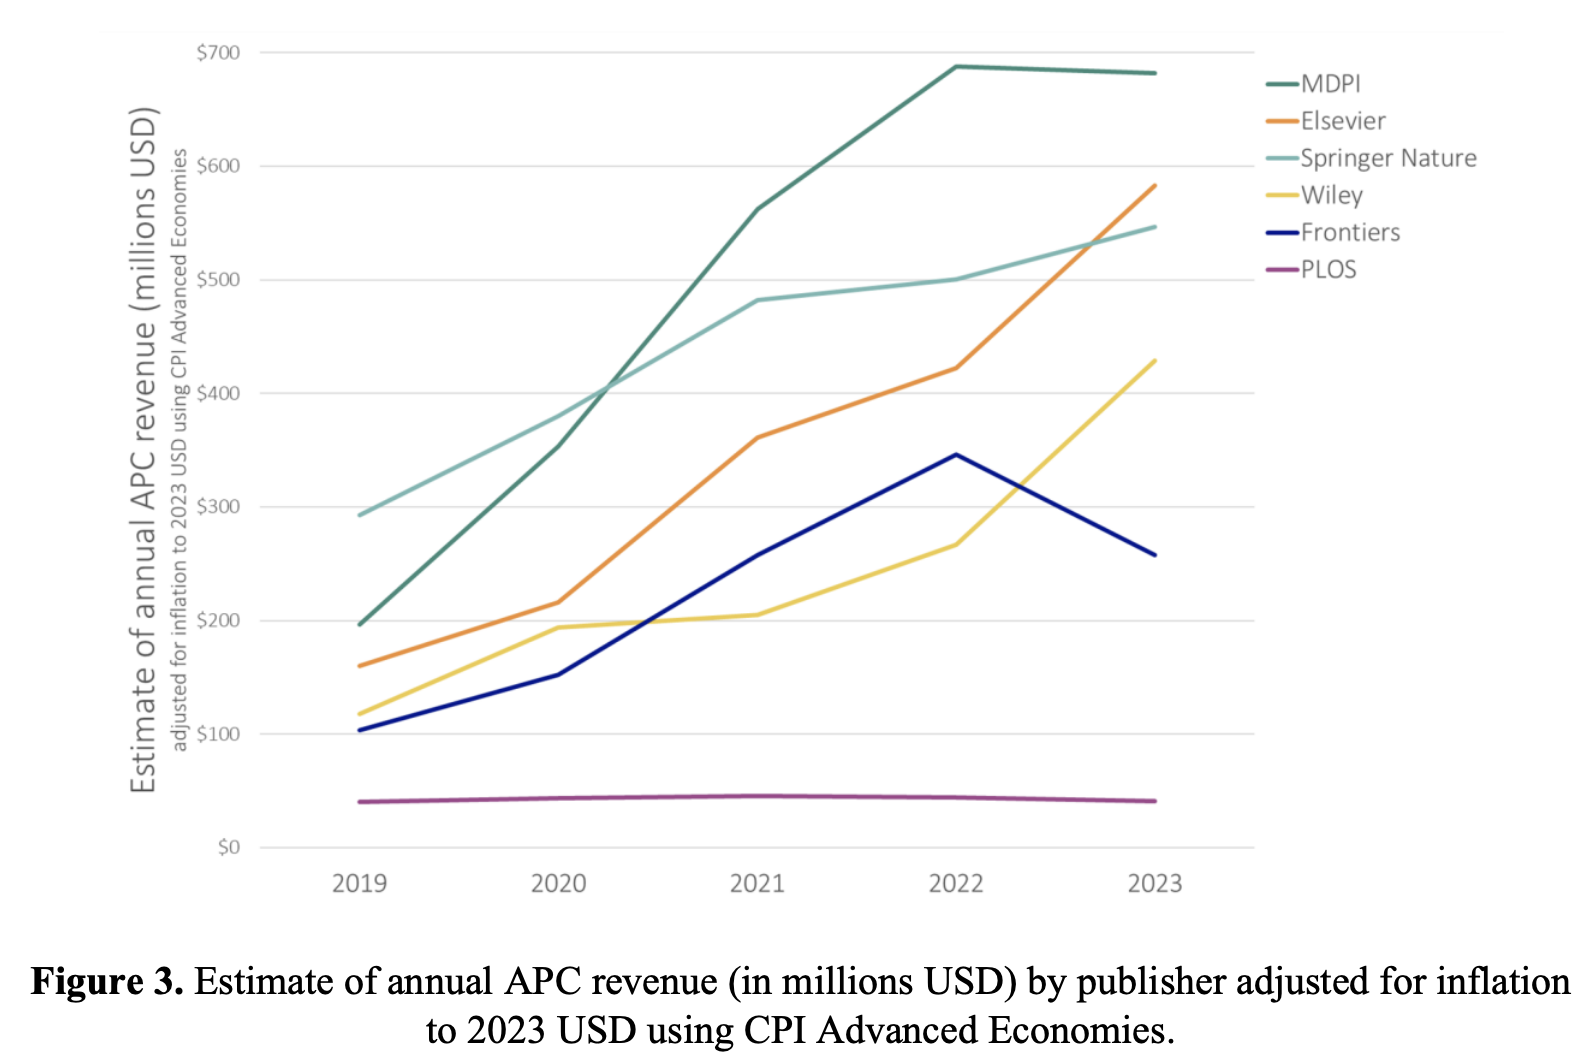 Estimate of annual APC revenue (millions USD)
adjusted for inflation to 2023 USD using CPI Advanced Economies
$700
$600
$500
$400
$300
$200
$100
$0
2019 2020 2021 2022 2023
MDPI
Elsevier
Springer Nature
Wiley
Frontiers
PLOS
Figure 3. Estimate of annual APC revenue (in millions USD) by publisher adjusted for inflation
to 2023 USD using CPI Advanced Economies.